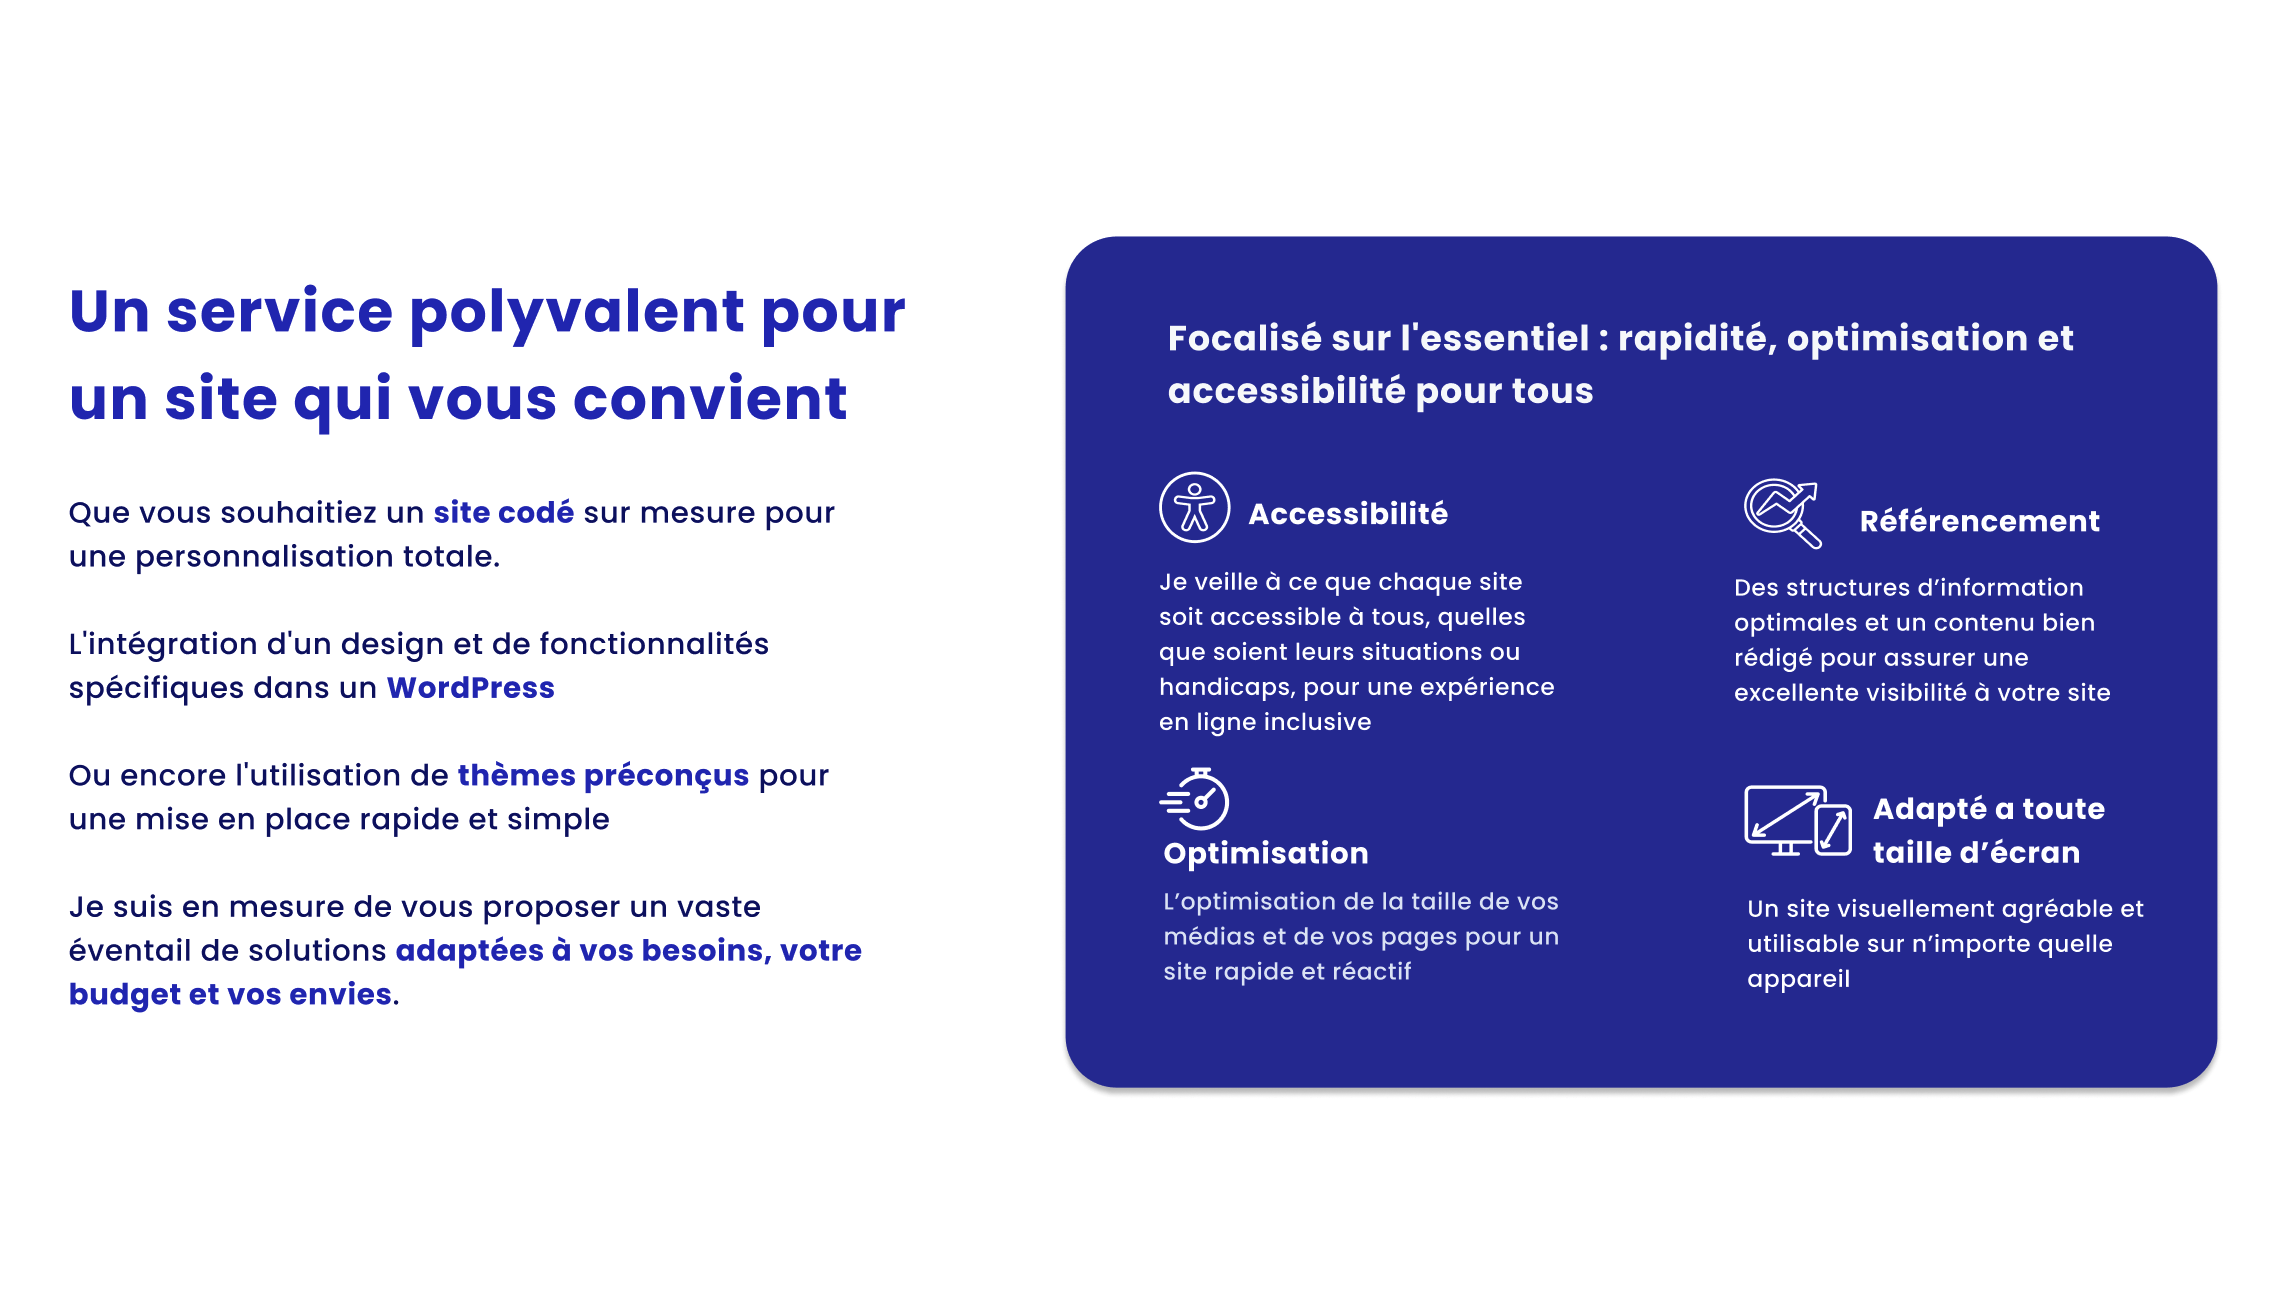 Un service polyvalent pour
un site qui vous convient
Que vous souhaitiez un site codé sur mesure pour
une personnalisation totale.
L'intégration d'un design et de fonctionnalités
spécifiques dans un WordPress
Ou encore l'utilisation de thèmes préconçus pour
une mise en place rapide et simple
Je suis en mesure de vous proposer un vaste
éventail de solutions adaptées à vos besoins, votre
budget et vos envies.
Focalisé sur l'essentiel : rapidité, optimisation et
accessibilité pour tous
Accessibilité
Je veille à ce que chaque site
soit accessible à tous, quelles
que soient leurs situations ou
handicaps, pour une expérience
en ligne inclusive
Référencement
Des structures d’information
optimales et un contenu bien
rédigé pour assurer une
excellente visibilité à votre site
Optimisation
L’optimisation de la taille de vos
médias et de vos pages pour un
site rapide et réactif
Adapté a toute
taille d’écran
Un site visuellement agréable et
utilisable sur n’importe quelle
appareil